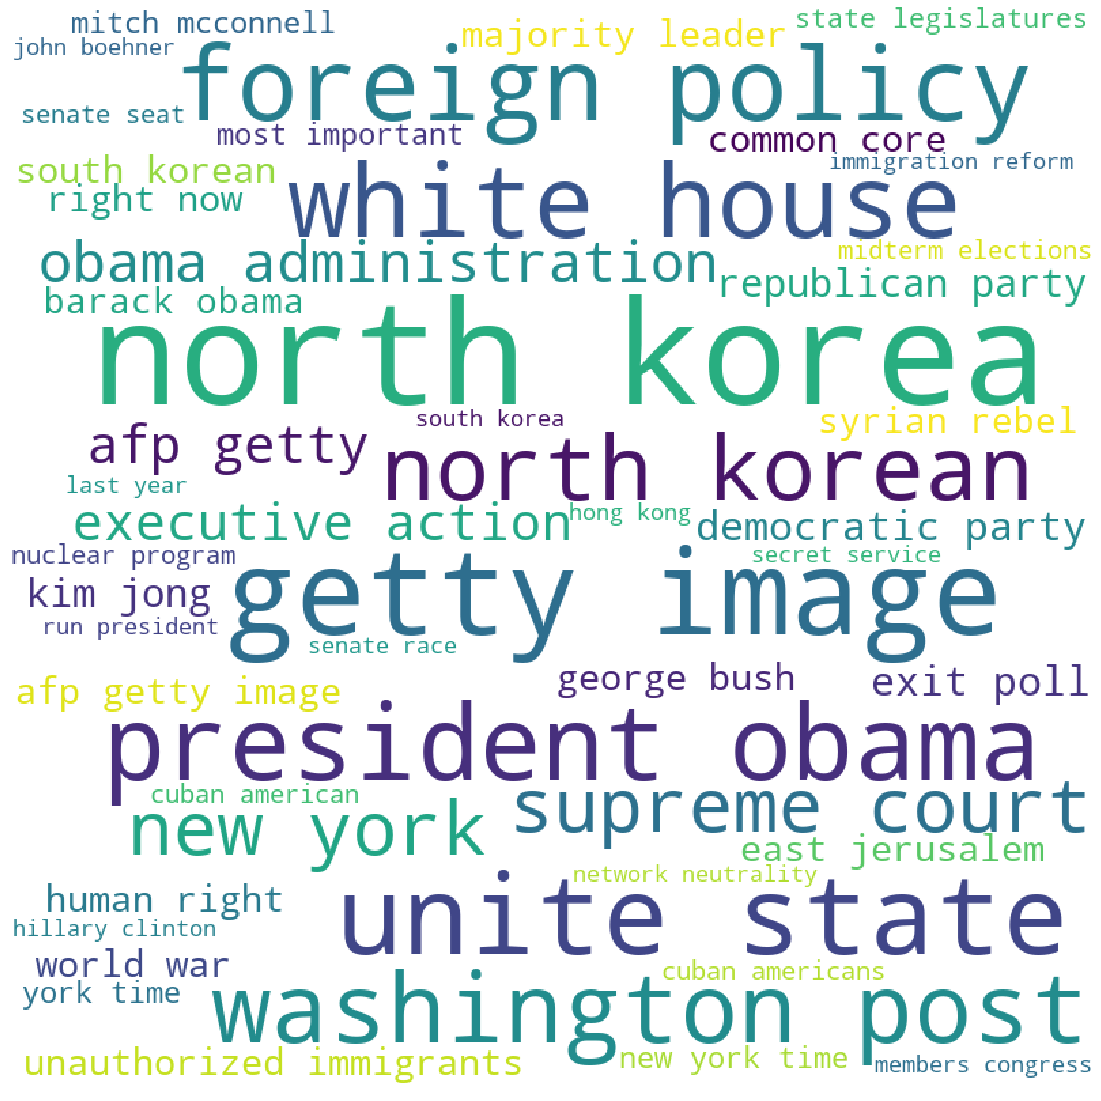 mitch mcconnell
state legislatures
john boehner
majority leader
foreign policy
senate seat
most important
common core
south korean
immigration reform
right now
white house
obama administration
midterm elections
barack obama
republican party
north korea
south korea
syrian rebel
afp getty
north korean
last year
executive action
hong kong
democratic party
nuclear program
secret service
kim jong
getty image
run president
senate race
afp getty image
george bush
exit poll
president obama
cuban american
supreme court
new york
east jerusalem
network neutrality
human right
unite state
hillary clinton
world war
cuban americans
york time
washington post
unauthorized immigrants
new york time
members congress